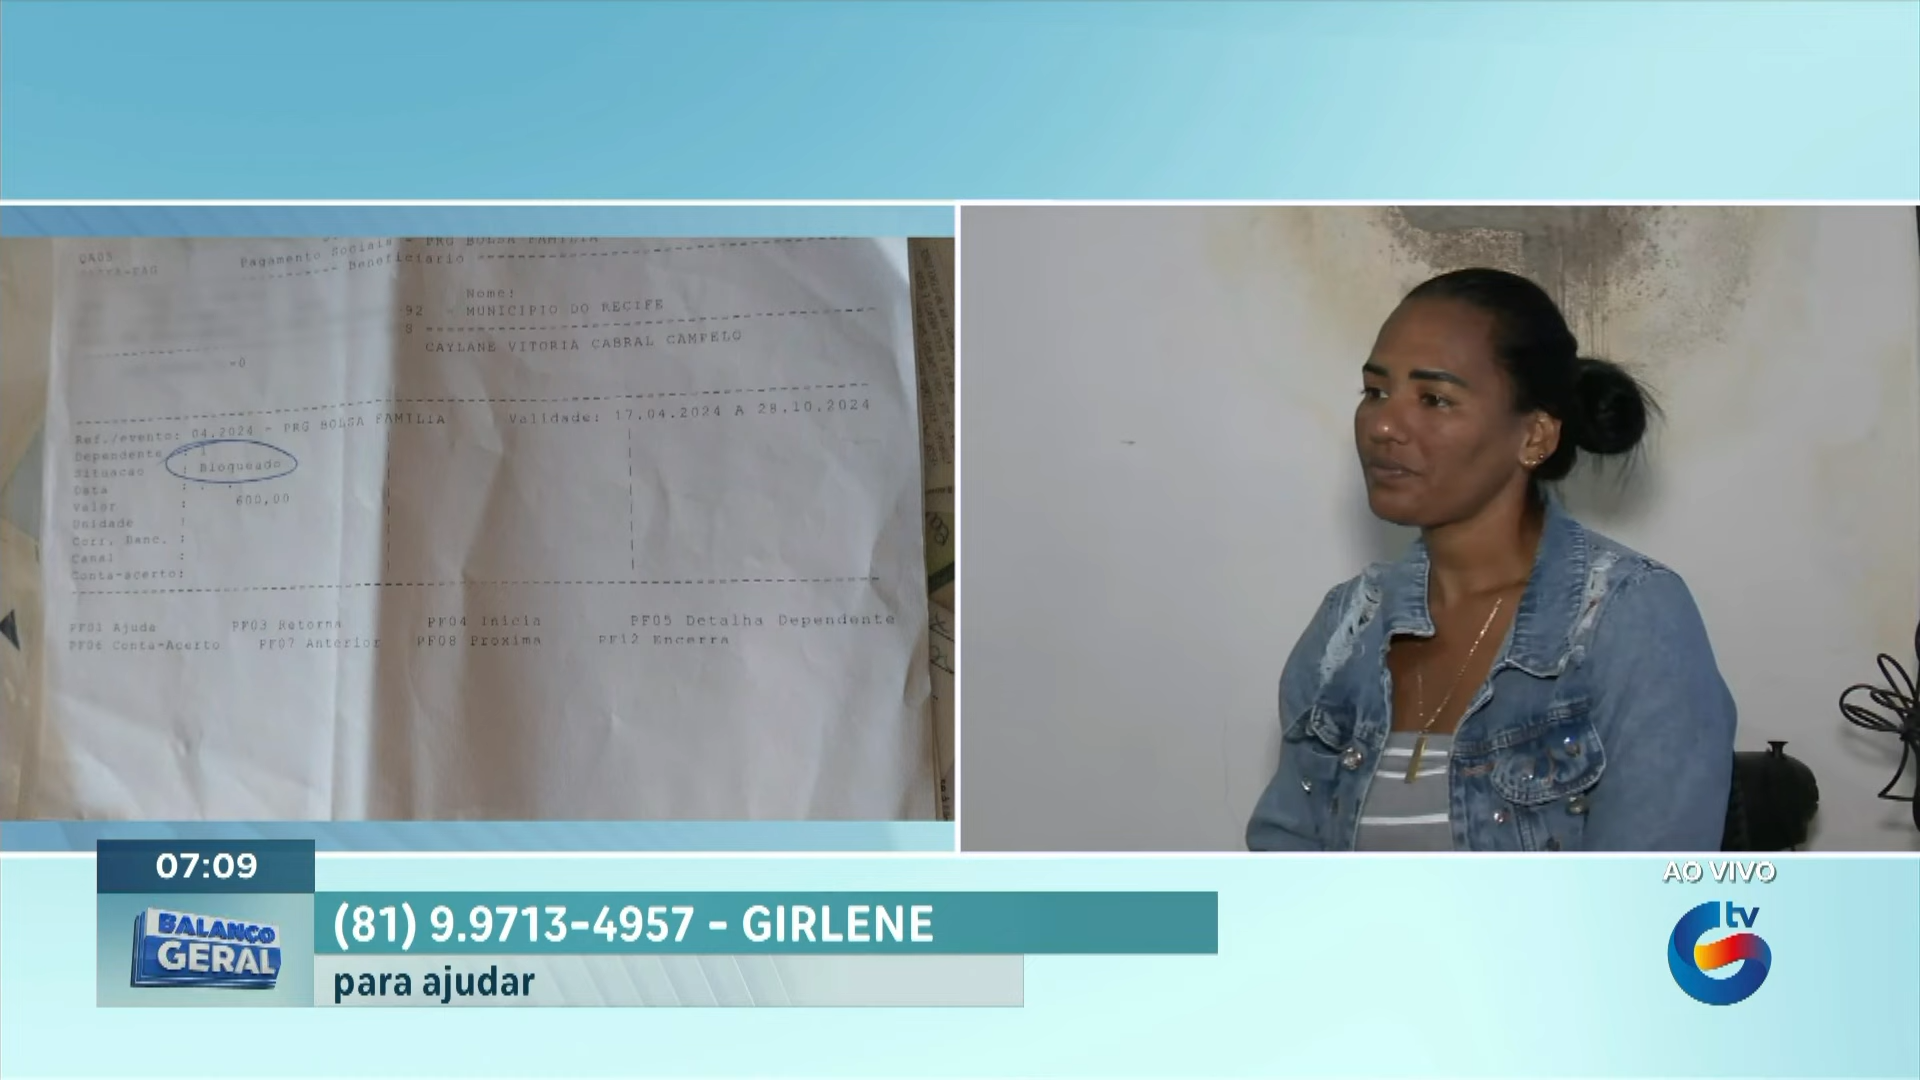 QA05
Pagamento Sociais - PRG BOLSA FAMILIA
Beneficiario
Nome:
92 - MUNICIPIO DO RECIFE
8
CAYLANE VITORIA CABRAL CAMPELO
-0
Ref./evento: 04.2024 - PRG BOLSA FAMILIA Validade: 17.04.2024 A 28.10.2024
Dependente :
Situacao : Bloqueado
Data :
Valor : 600,00
Unidade :
Corr. Banc. :
Canal :
Conta-acerto:
PF01 Ajuda PF03 Retorna PF04 Inicia PF05 Detalha Dependente
PF06 Conta-Acerto PF07 Anterior PF08 Proxima PF12 Encerra
07:09
BALANÇO
GERAL
(81) 9.9713-4957 - GIRLENE
para ajudar
AO VIVO
tv